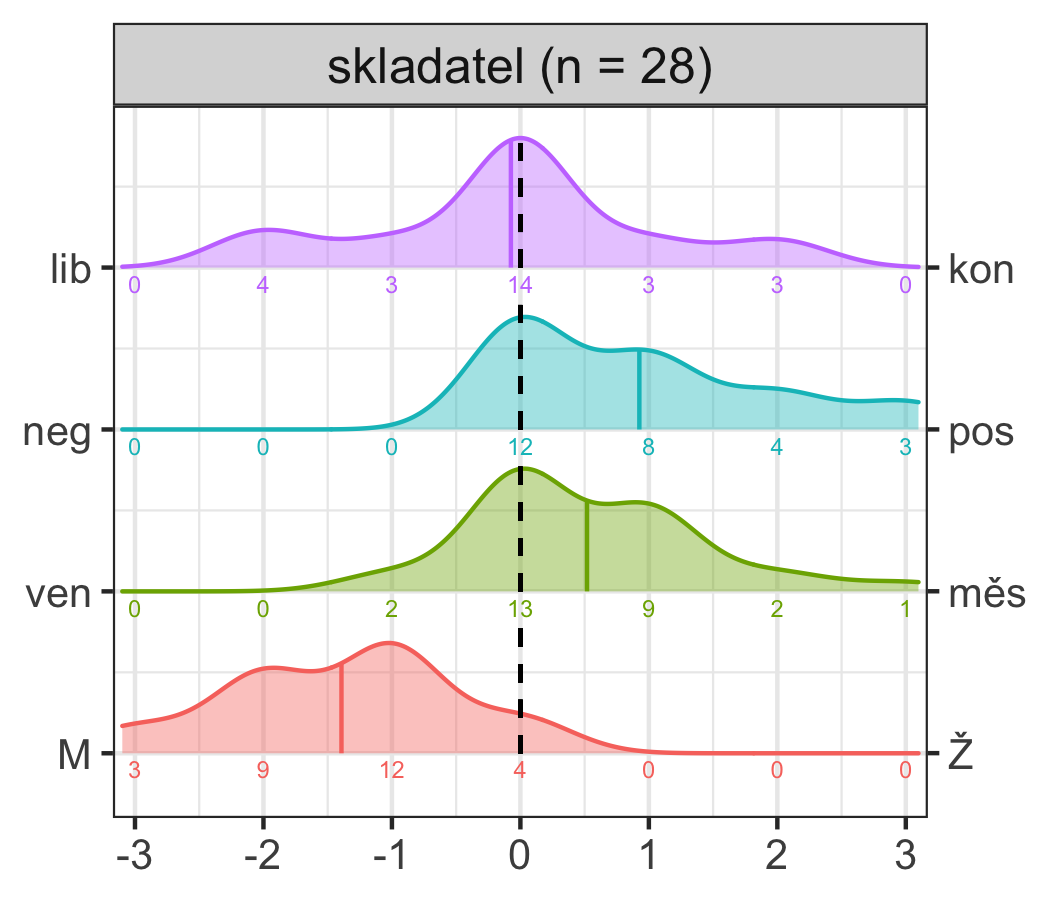 skladatel (n = 28)
lib kon
0 4 3 14 3 3 0
neg pos
0 0 0 12 8 4 3
ven měs
0 0 2 13 9 2 1
M Ž
3 9 12 4 0 0 0
-3 -2 -1 0 1 2 3